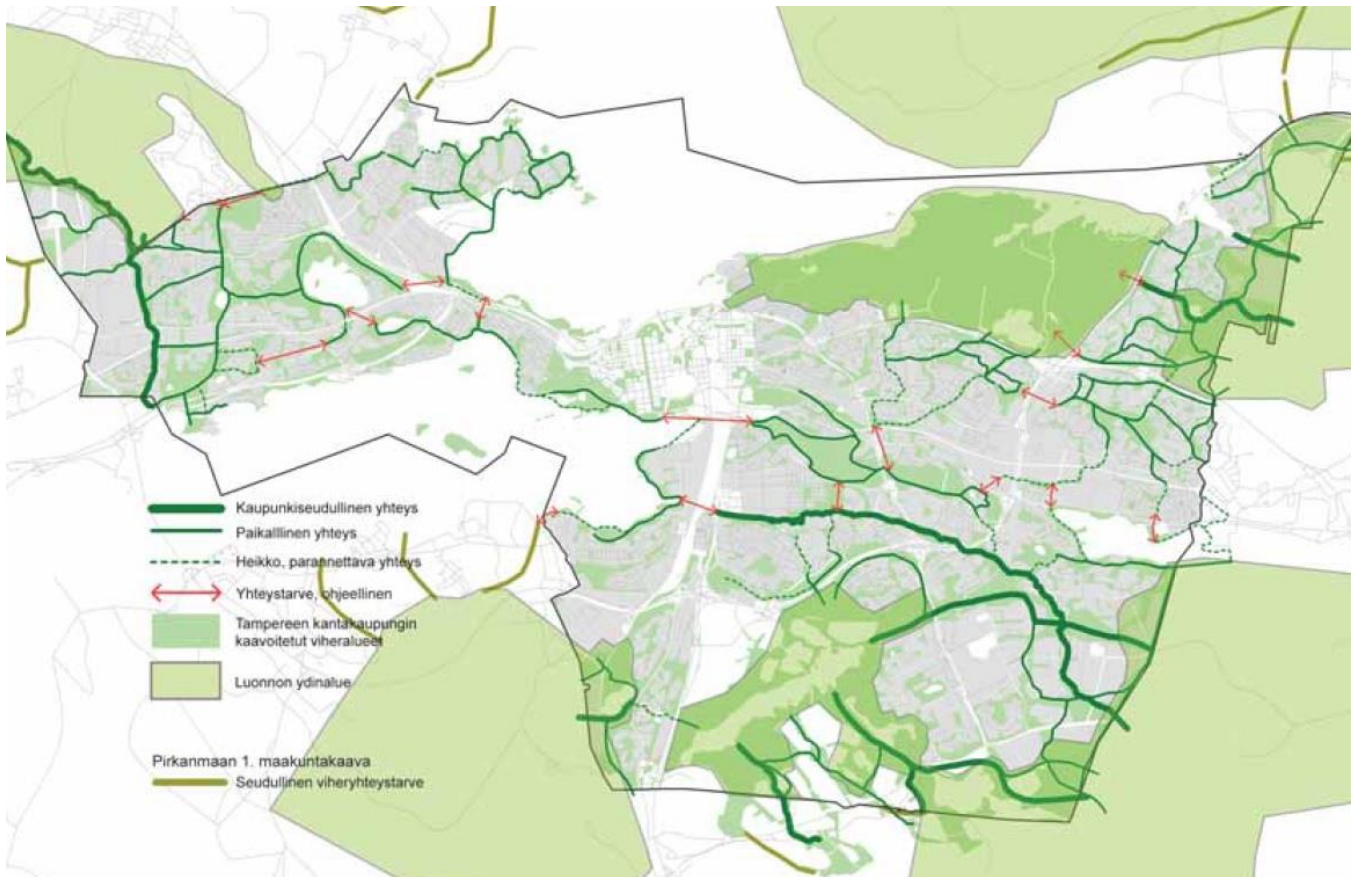 Kaupunkiseudullinen yhteys
Paikalllinen yhteys
Heikko, parannettava yhteys
Yhteystarve, ohjeellinen
Tampereen kantakaupungin
kaavoitetut viheralueet
Luonnon ydinalue
Pirkanmaan 1. maakuntakaava
Seudullinen viheryhteystarve